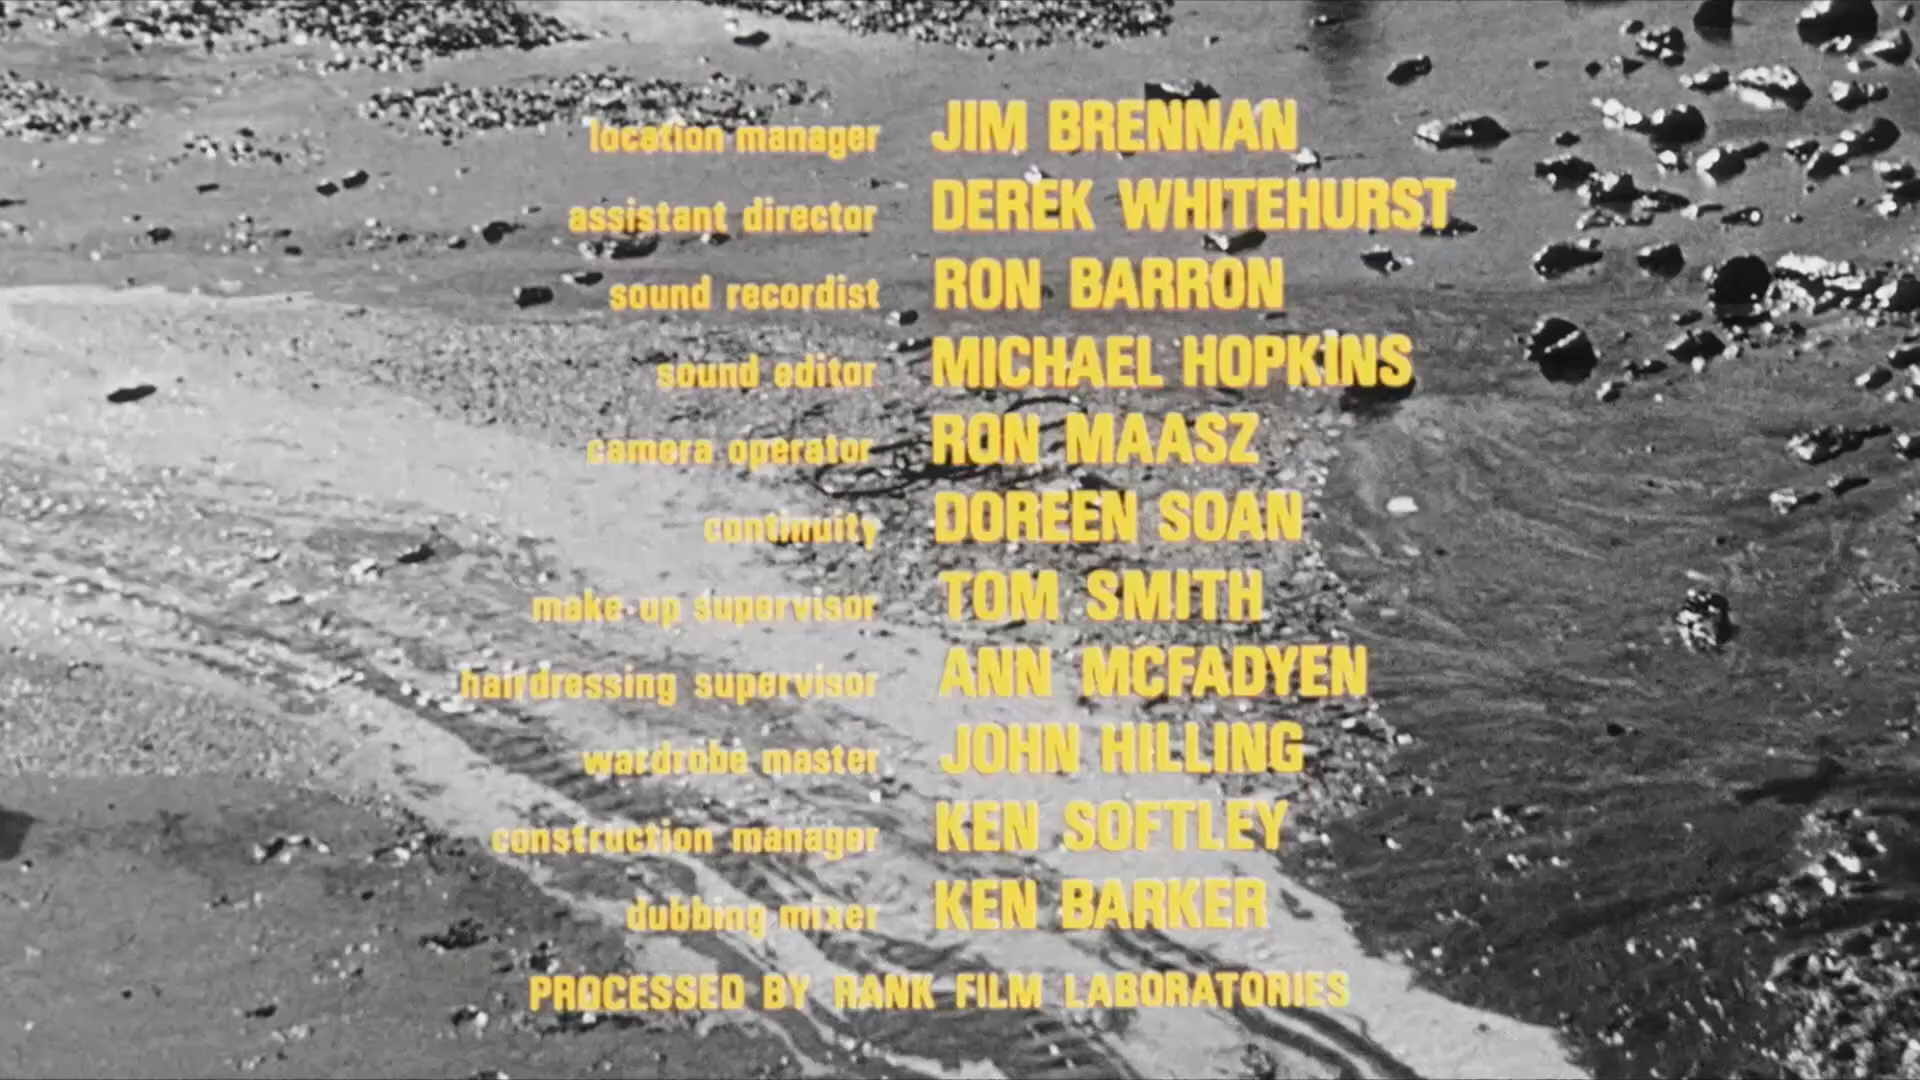 location manager JIM BRENNAN
assistant director DEREK WHITEHURST
sound recordist RON BARRON
sound editor MICHAEL HOPKINS
camera operator RON MAASZ
continuity DOREEN SOAN
make up supervisor TOM SMITH
hairdressing supervisor ANN MCFADYEN
wardrobe master JOHN HILLING
construction manager KEN SOFTLEY
dubbing mixer KEN BARKER
PROCESSED BY RANK FILM LABORATORIES